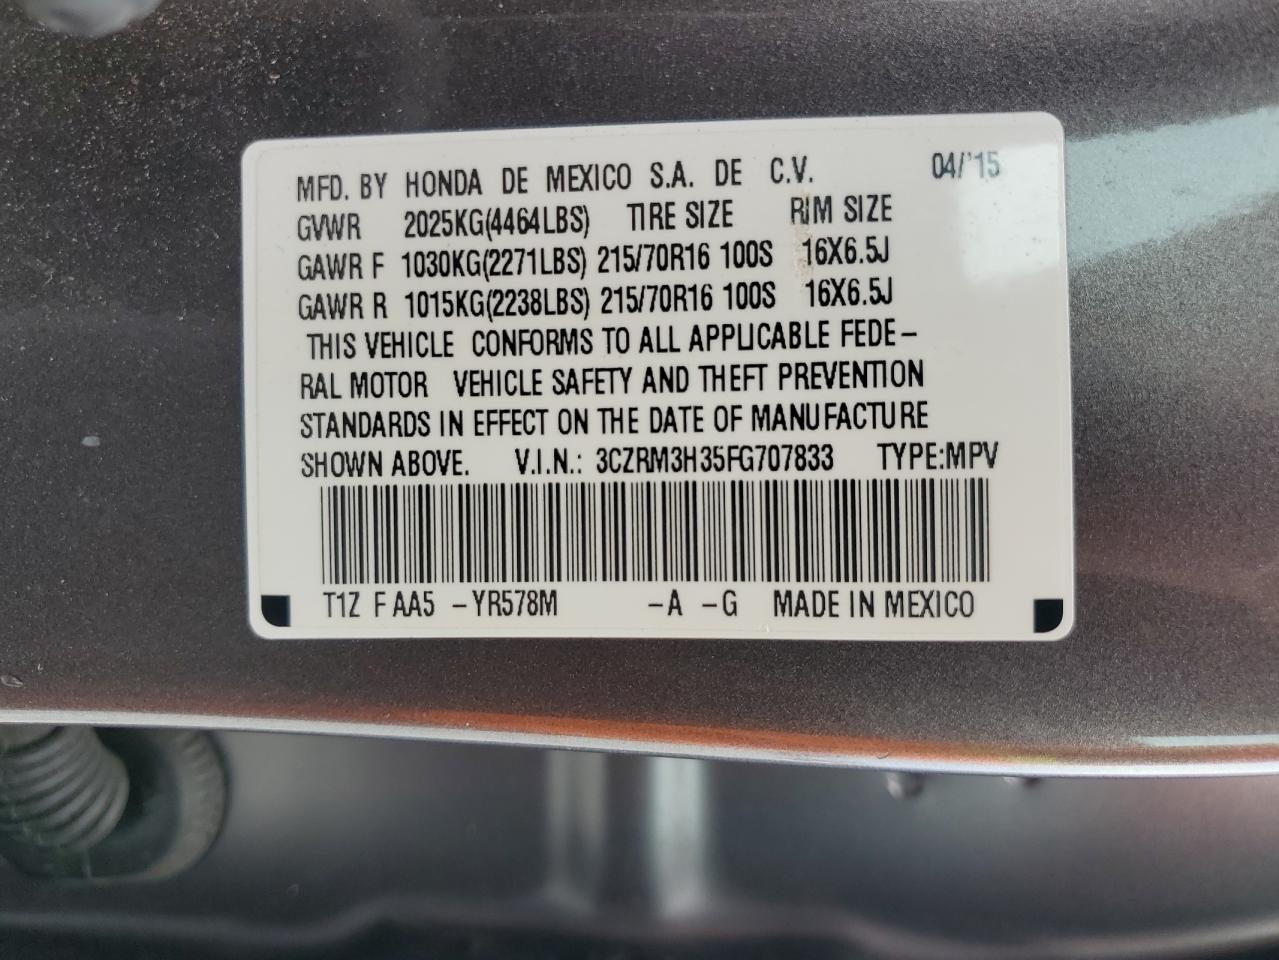 MFD. BY HONDA DE MEXICO S.A. DE C.V. 04/'15
GVWR 2025KG(4464LBS) TIRE SIZE RIM SIZE
GAWR F 1030KG(2271LBS) 215/70R16 100S 16X6.5J
GAWR R 1015KG(2238LBS) 215/70R16 100S 16X6.5J
THIS VEHICLE CONFORMS TO ALL APPLICABLE FEDE-
RAL MOTOR VEHICLE SAFETY AND THEFT PREVENTION
STANDARDS IN EFFECT ON THE DATE OF MANUFACTURE
SHOWN ABOVE. V.I.N.: 3CZRM3H35FG707833 TYPE:MPV
T1Z F AA5 -YR578M -A -G MADE IN MEXICO